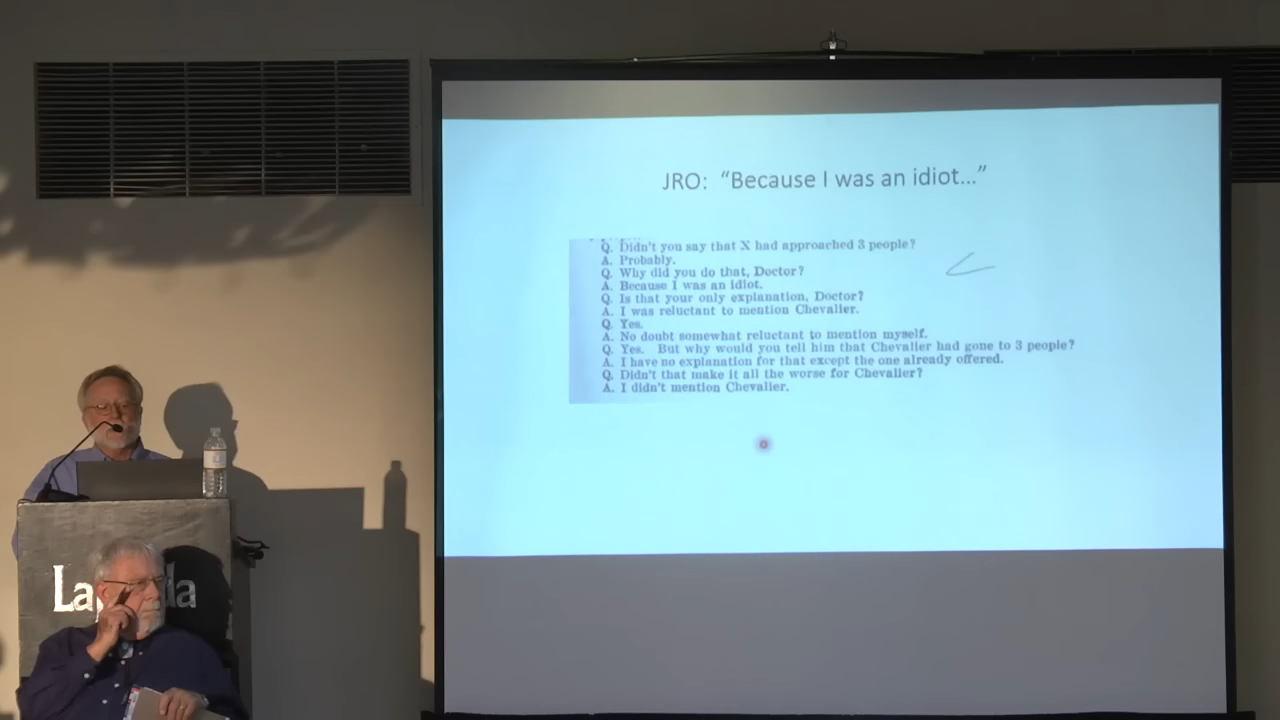 JRO: “Because I was an idiot…”
Q. Didn't you say that X had approached 3 people?
A. Probably.
Q. Why did you do that, Doctor?
A. Because I was an idiot.
Q. Is that your only explanation, Doctor?
A. I was reluctant to mention Chevalier.
Q. Yes.
A. No doubt somewhat reluctant to mention myself.
Q. Yes. But why would you tell him that Chevalier had gone to 3 people?
A. I have no explanation for that except the one already offered.
Q. Didn't that make it all the worse for Chevalier?
A. I didn't mention Chevalier.